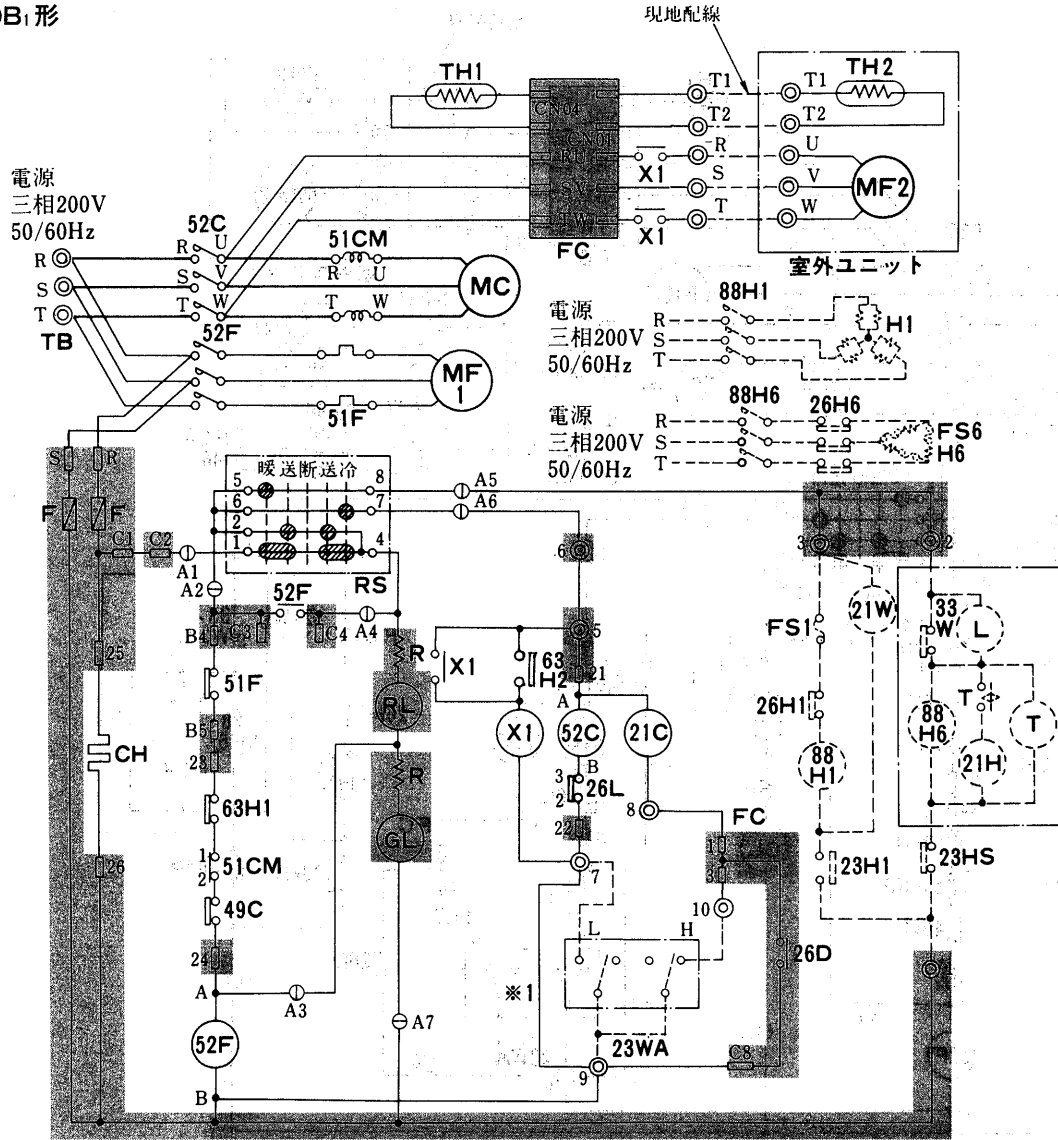 DB₁形
現地配線
TH1
CN04
CN01
RU
SV
TW
FC
T1
T2
R
S
T
X1
X1
T1
T2
U
V
W
TH2
MF2
室外ユニット
電源
三相200V
50/60Hz
R
S
T
TB
52C
R U
S V
T W
51CM
R U
T W
MC
52F
51F
MF
1
電源
三相200V
50/60Hz
R
S
T
88H1
H1
電源
三相200V
50/60Hz
R
S
T
88H6
26H6
FS6
H6
S
R
F
F
C1
C2
A1
A2
暖送断送冷
5
6
2
1
8
7
4
RS
A5
A6
52F
B4
C3
C4
A4
25
CH
26
51F
B5
23
63H1
1
2
51CM
49C
24
A
52F
B
A3
R
RL
R
GL
A7
X1
63
H2
X1
6
5
21
A
52C
21C
B
3
2
26L
22
7
8
FC
1
3
10
L
H
※1
23WA
9
C8
26D
3
2
FS1
21W
26H1
88
H1
23H1
33
W
L
88
H6
T
21H
T
23HS